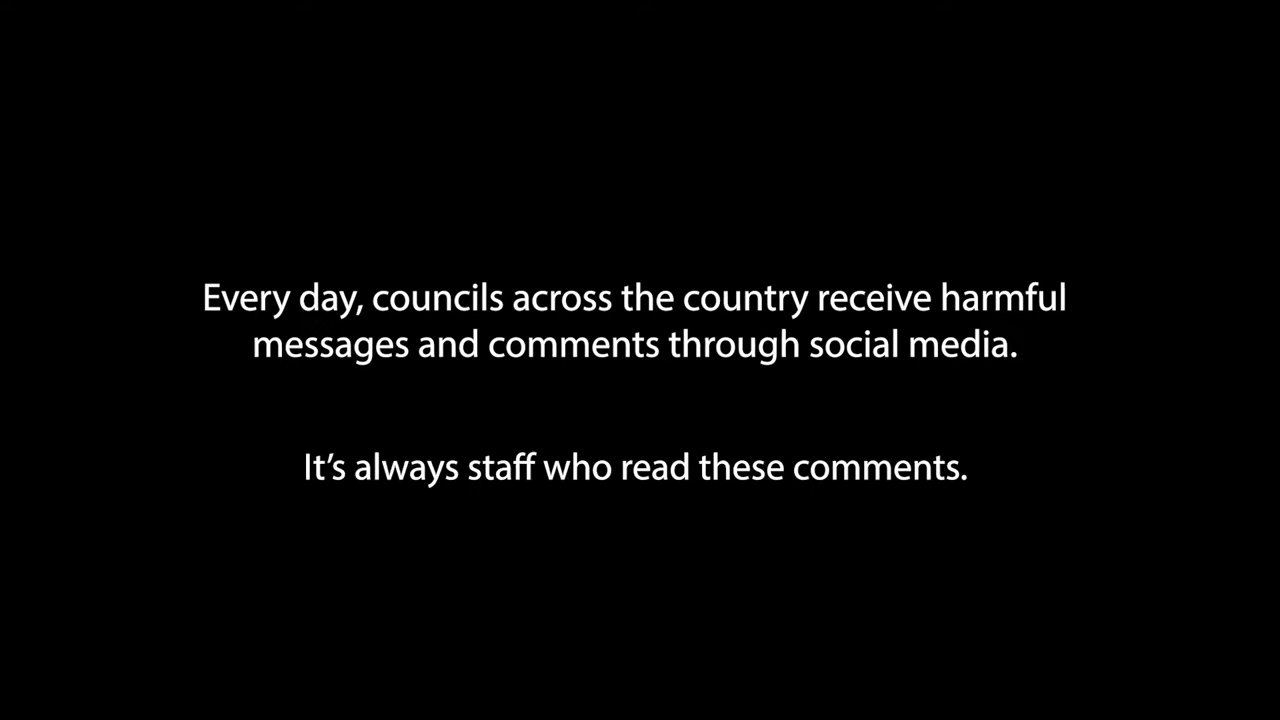 Every day, councils across the country receive harmful
messages and comments through social media.
It’s always staff who read these comments.